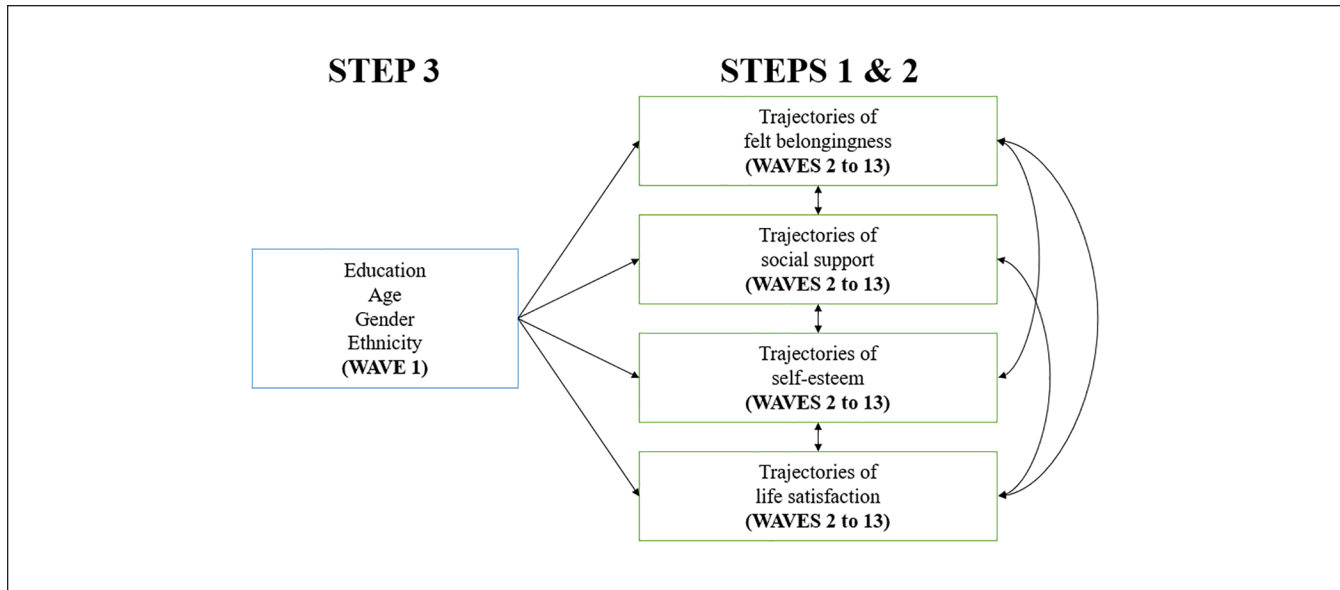 STEP 3
STEPS 1 & 2
Trajectories of
felt belongingness
(WAVES 2 to 13)
Trajectories of
social support
(WAVES 2 to 13)
Education
Age
Gender
Ethnicity
(WAVE 1)
Trajectories of
self-esteem
(WAVES 2 to 13)
Trajectories of
life satisfaction
(WAVES 2 to 13)